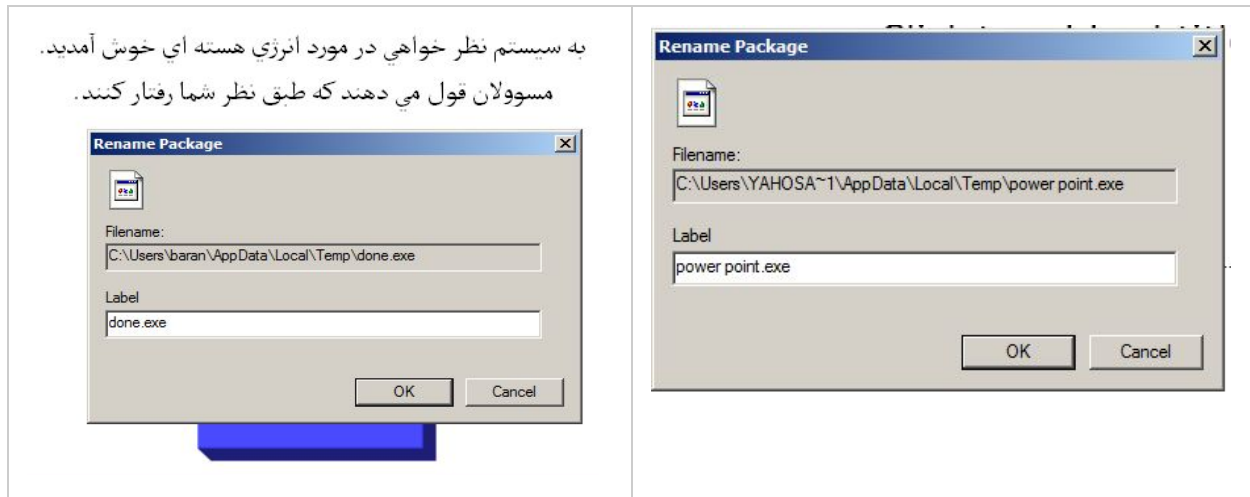 به سيستم نظر خواهي در مورد انرژي هسته اي خوش آمديد.
مسوولان قول مي دهند که طبق نظر شما رفتار کنند.
Rename Package
Filename:
C:\Users\baran\AppData\Local\Temp\done.exe
Label
done.exe
OK Cancel
Rename Package
Filename:
C:\Users\YAHOSA~1\AppData\Local\Temp\power point.exe
Label
power point.exe
OK Cancel